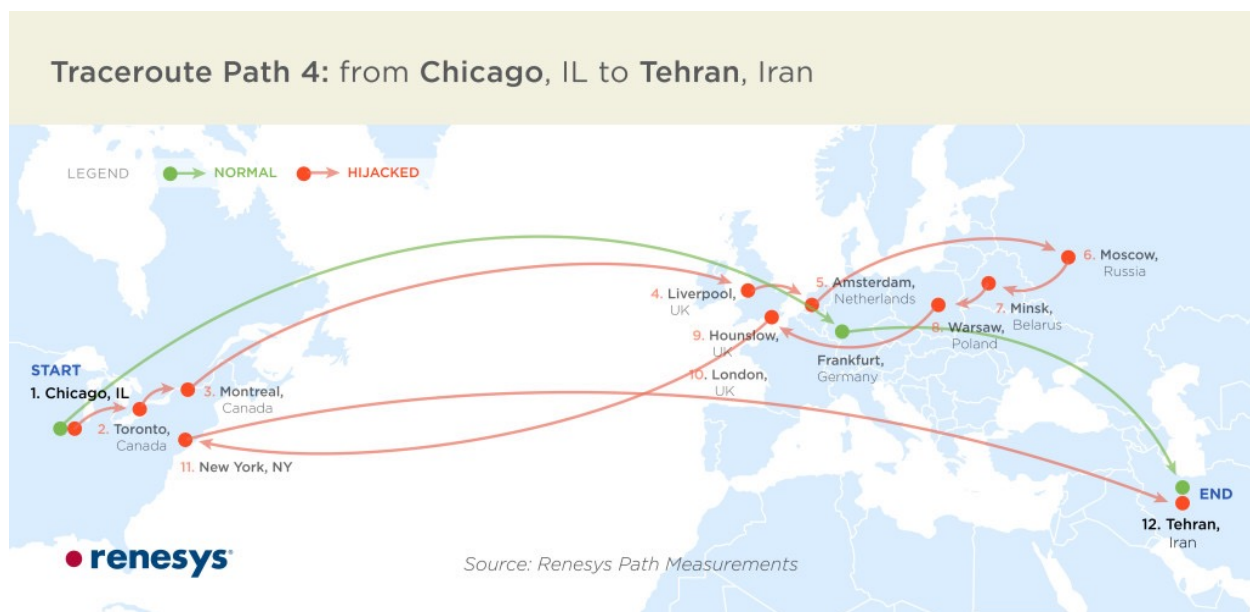 Traceroute Path 4: from Chicago, IL to Tehran, Iran
LEGEND
NORMAL
HIJACKED
START
1. Chicago, IL
2. Toronto,
Canada
3. Montreal,
Canada
4. Liverpool,
UK
5. Amsterdam,
Netherlands
6. Moscow,
Russia
7. Minsk,
Belarus
8. Warsaw,
Poland
9. Hounslow,
UK
10. London,
UK
Frankfurt,
Germany
11. New York, NY
END
12. Tehran,
Iran
renesys®
Source: Renesys Path Measurements